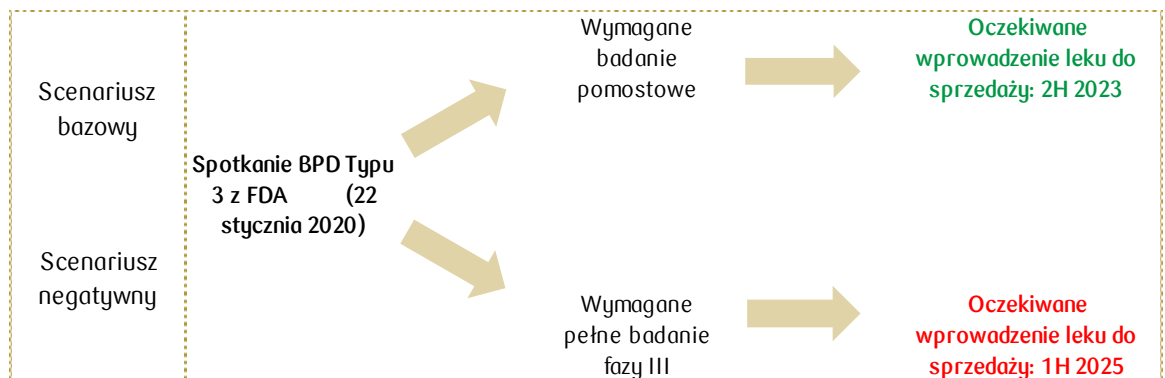 Scenariusz
bazowy
Scenariusz
negatywny
Spotkanie BPD Typu
3 z FDA (22
stycznia 2020)
Wymagane
badanie
pomostowe
Oczekiwane
wprowadzenie leku do
sprzedaży: 2H 2023
Wymagane
pełne badanie
fazy III
Oczekiwane
wprowadzenie leku do
sprzedaży: 1H 2025